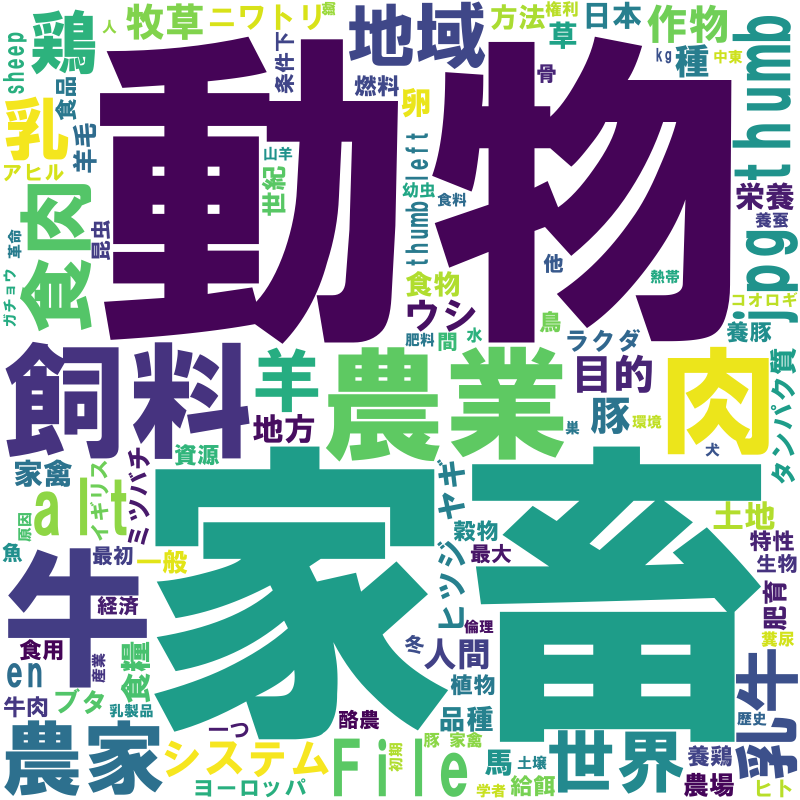 sheep
鶏
人
牧草
ニワトリ
窟
地域
条件下
方法
権利
草
日本
作物
kg
種
中東
thumb
食品
燃料
骨
乳
羊毛
卵
動物
アヒル
山羊
世紀
left
幼虫
食料
thumb
栄養
養蚕
食肉
昆虫
革命
ガチョウ
他
熱帯
jpg
コオロギ
食物
ウシ
鳥
養豚
肥料
間
水
ラクダ
飼料
羊
農業
目的
肉
タンパク質
地方
豚
環境
巣
犬
家禽
資源
ミツバチ
イギリス
alt
原因
家畜
ヤギ
穀物
土地
魚
最初
一般
ヒツジ
最大
特性
生物
牛
経済
肥育
倫理
糞尿
食用
産業
食糧
冬
人間
en
植物
牛肉
ブタ
乳製品
品種
乳牛
歴史
農家
一つ
酪農
システム
初期
豚 家禽
馬
土壌
世界
養鶏
ヨーロッパ
File
学者
給餌
農場
ヒト